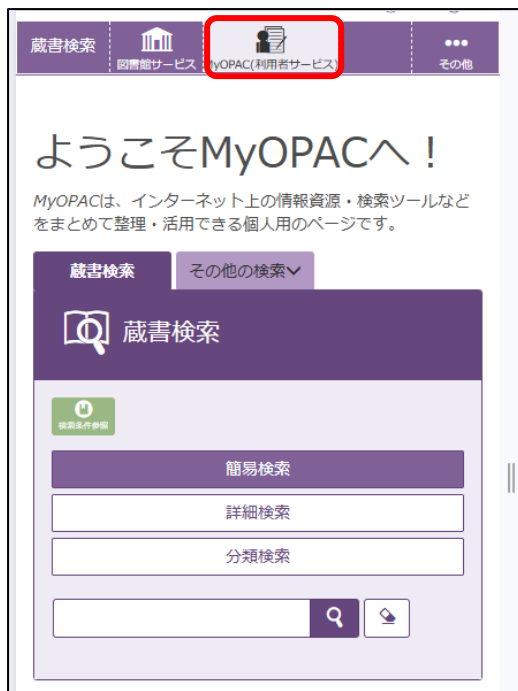 蔵書検索
図書館サービス
MyOPAC(利用者サービス)
その他
ようこそMyOPACへ！
MyOPACは、インターネット上の情報資源・検索ツールなど
をまとめて整理・活用できる個人用のページです。
蔵書検索 その他の検索
蔵書検索
検索条件参照
簡易検索
詳細検索
分類検索